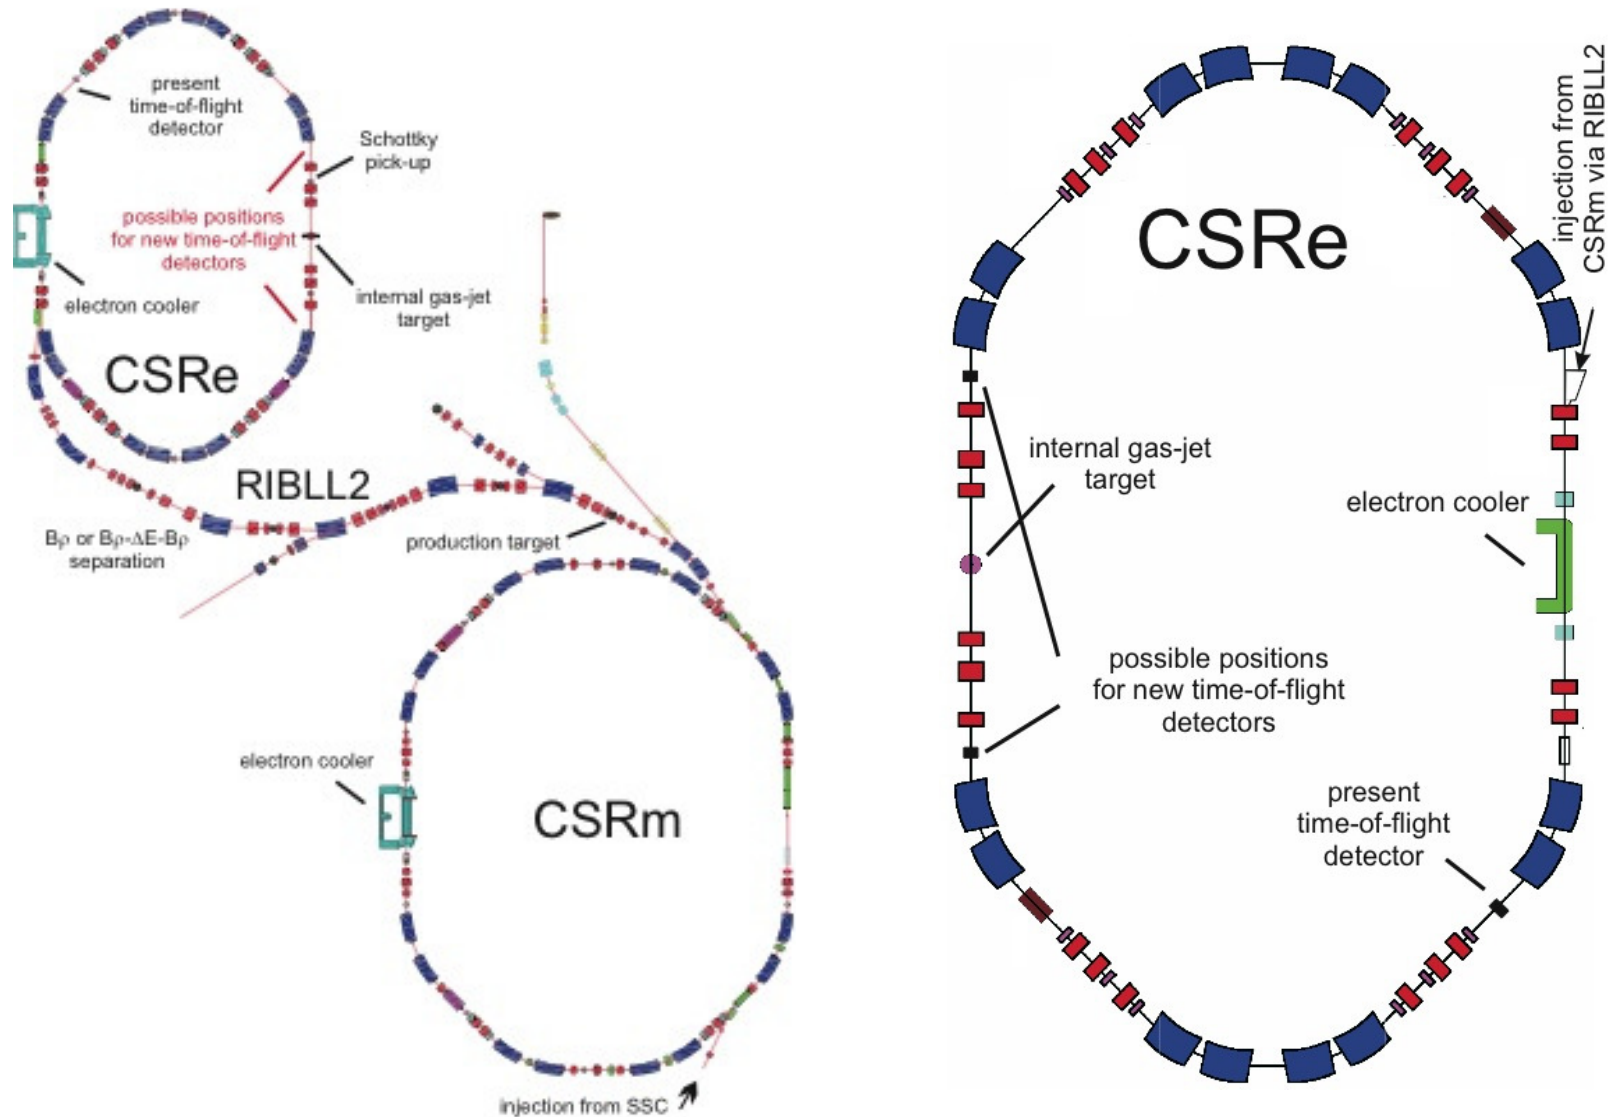 present
time-of-flight
detector
Schottky
pick-up
possible positions
for new time-of-flight
detectors
internal gas-jet
target
electron cooler
CSRe
RIBLL2
Bρ or Bρ-ΔE-Bρ
separation
production target
electron cooler
CSRm
injection from SSC
CSRe
injection from
CSRm via RIBLL2
internal gas-jet
target
electron cooler
possible positions
for new time-of-flight
detectors
present
time-of-flight
detector